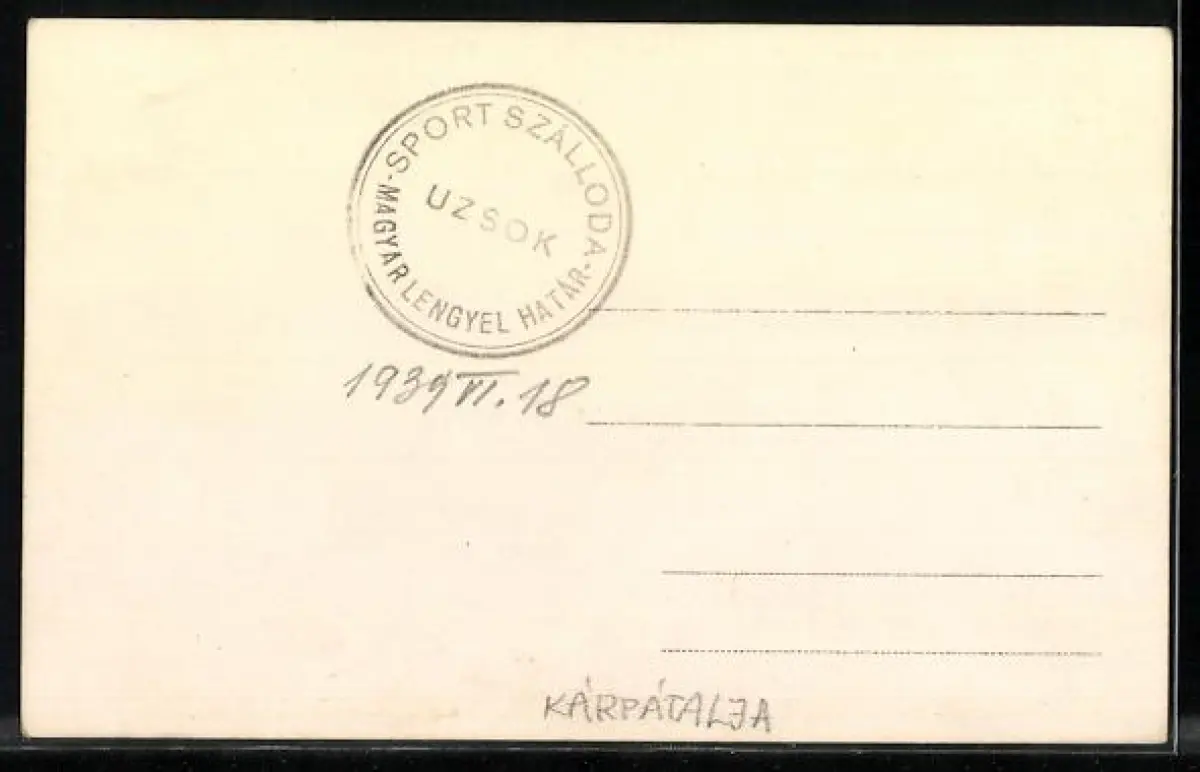 SPORT SZÁLLODA
UZSOK
-MAGYAR LENGYEL HATÁR-
1939 VI. 18
KÁRPÁTALJA